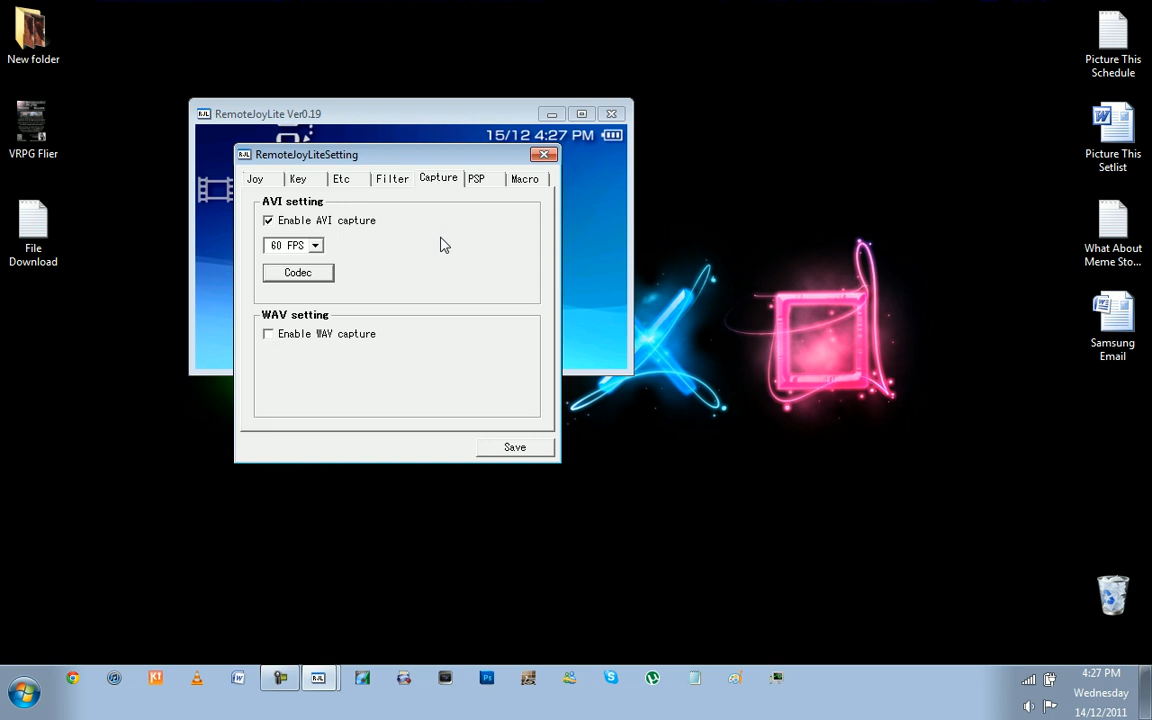 New folder
VRPG Flier
File
Download
RJL RemoteJoyLite Ver0.19
15/12 4:27 PM
RJL RemoteJoyLiteSetting
Joy Key Etc Filter Capture PSP Macro
AVI setting
Enable AVI capture
60 FPS
Codec
WAV setting
Enable WAV capture
Save
Picture This
Schedule
Picture This
Setlist
What About
Meme Sto...
Samsung
Email
4:27 PM
Wednesday
14/12/2011